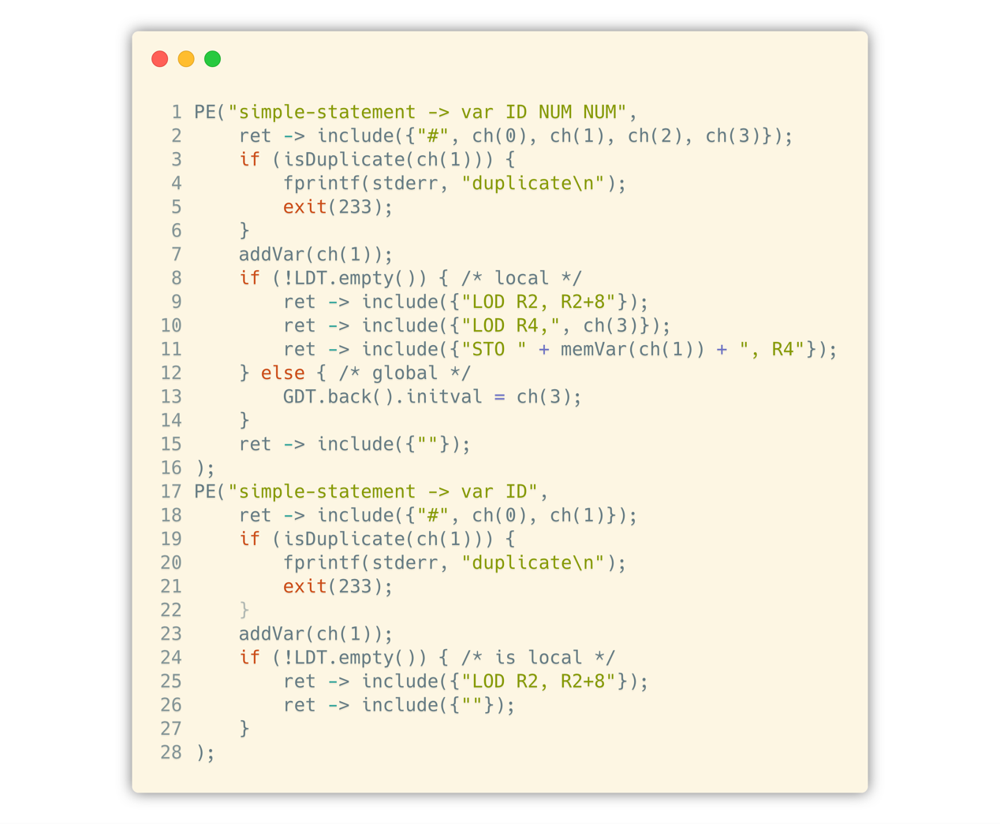 1 PE("simple-statement -> var ID NUM NUM",
2     ret -> include({"#", ch(0), ch(1), ch(2), ch(3)});
3     if (isDuplicate(ch(1))) {
4         fprintf(stderr, "duplicate\n");
5         exit(233);
6     }
7     addVar(ch(1));
8     if (!LDT.empty()) { /* local */
9         ret -> include({"LOD R2, R2+8"});
10         ret -> include({"LOD R4,", ch(3)});
11         ret -> include({"STO " + memVar(ch(1)) + ", R4"});
12     } else { /* global */
13         GDT.back().initval = ch(3);
14     }
15     ret -> include({""});
16 );
17 PE("simple-statement -> var ID",
18     ret -> include({"#", ch(0), ch(1)});
19     if (isDuplicate(ch(1))) {
20         fprintf(stderr, "duplicate\n");
21         exit(233);
22     }
23     addVar(ch(1));
24     if (!LDT.empty()) { /* is local */
25         ret -> include({"LOD R2, R2+8"});
26         ret -> include({""});
27     }
28 );